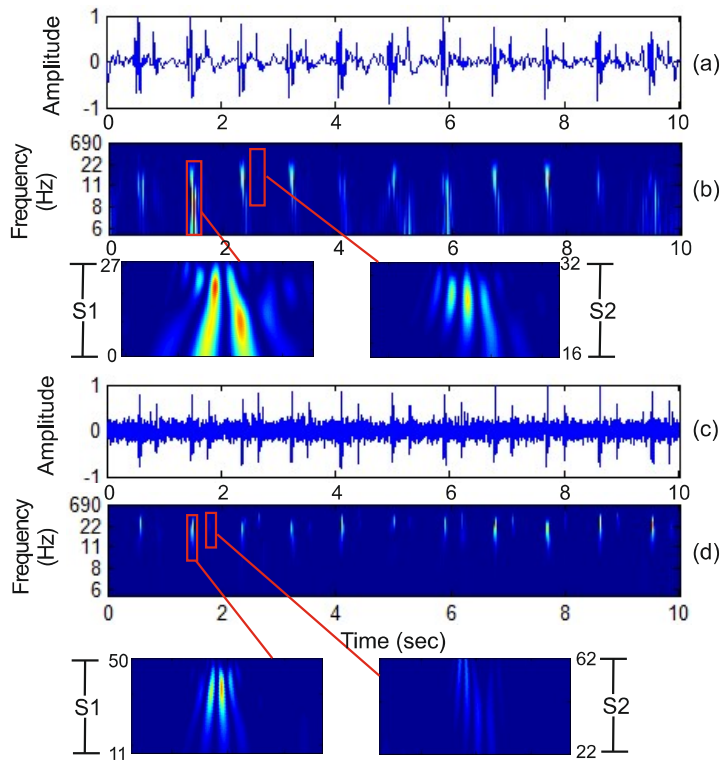 Amplitude
1
0
-1
0 2 4 6 8 10
(a)
Frequency
(Hz)
690
22
11
8
6
0 2 4 6 8 10
(b)
S1
27
0
32
16
S2
Amplitude
1
0
-1
0 2 4 6 8 10
(c)
Frequency
(Hz)
690
22
11
8
6
0 2 4 6 8 10
(d)
Time (sec)
S1
50
11
62
22
S2